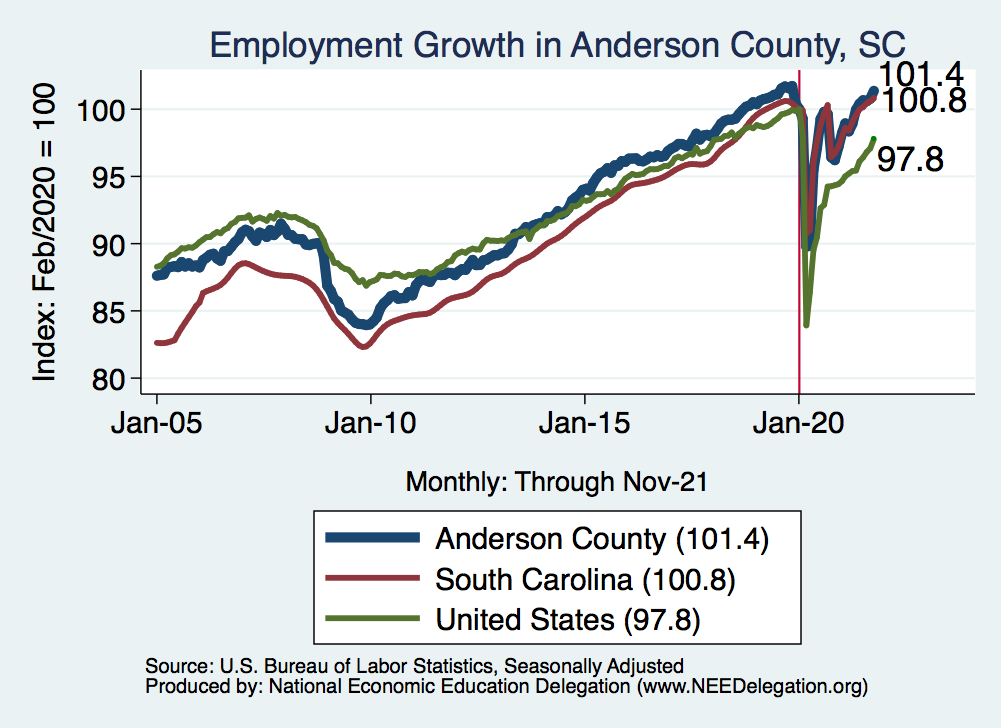 Employment Growth in Anderson County, SC
Index: Feb/2020 = 100
100
95
90
85
80
101.4
100.8
97.8
Jan-05 Jan-10 Jan-15 Jan-20
Monthly: Through Nov-21
Anderson County (101.4)
South Carolina (100.8)
United States (97.8)
Source: U.S. Bureau of Labor Statistics, Seasonally Adjusted
Produced by: National Economic Education Delegation (www.NEEDelegation.org)